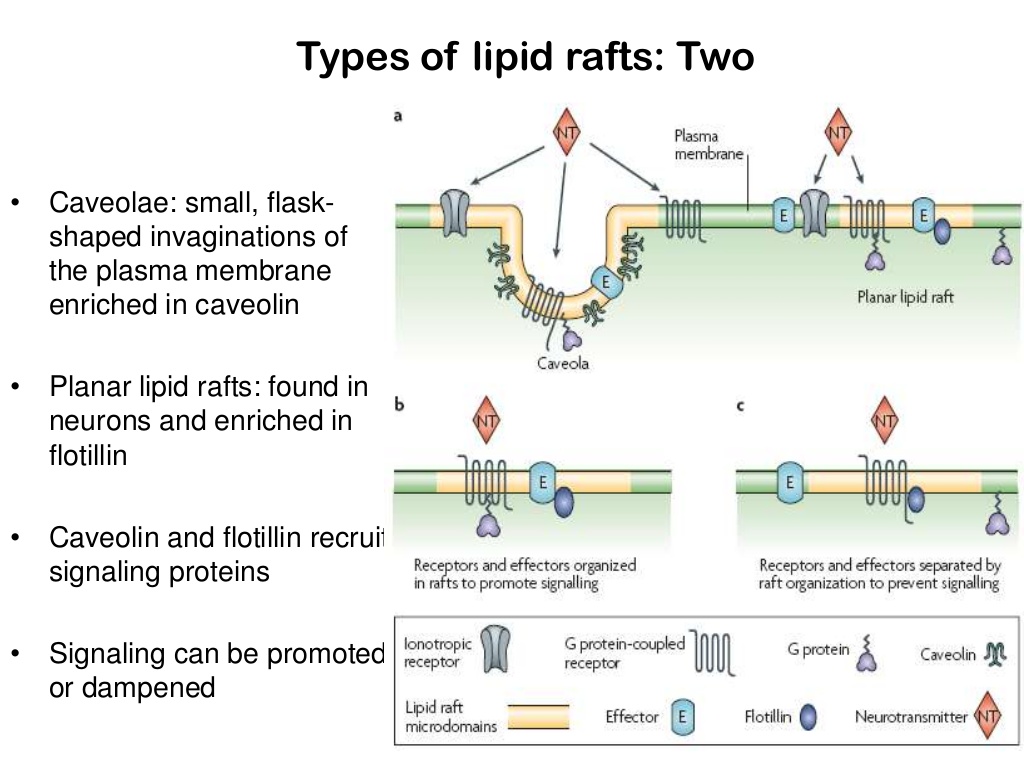 Types of lipid rafts: Two
• Caveolae: small, flask-
shaped invaginations of
the plasma membrane
enriched in caveolin
• Planar lipid rafts: found in
neurons and enriched in
flotillin
• Caveolin and flotillin recruit
signaling proteins
• Signaling can be promoted
or dampened
a
NT
Plasma
membrane
NT
E
E
E
Planar lipid raft
Caveola
b
NT
E
Receptors and effectors organized
in rafts to promote signalling
c
NT
E
Receptors and effectors separated by
raft organization to prevent signalling
Ionotropic
receptor
G protein-coupled
receptor
G protein
Caveolin
Lipid raft
microdomains
Effector
E
Flotillin
Neurotransmitter
NT